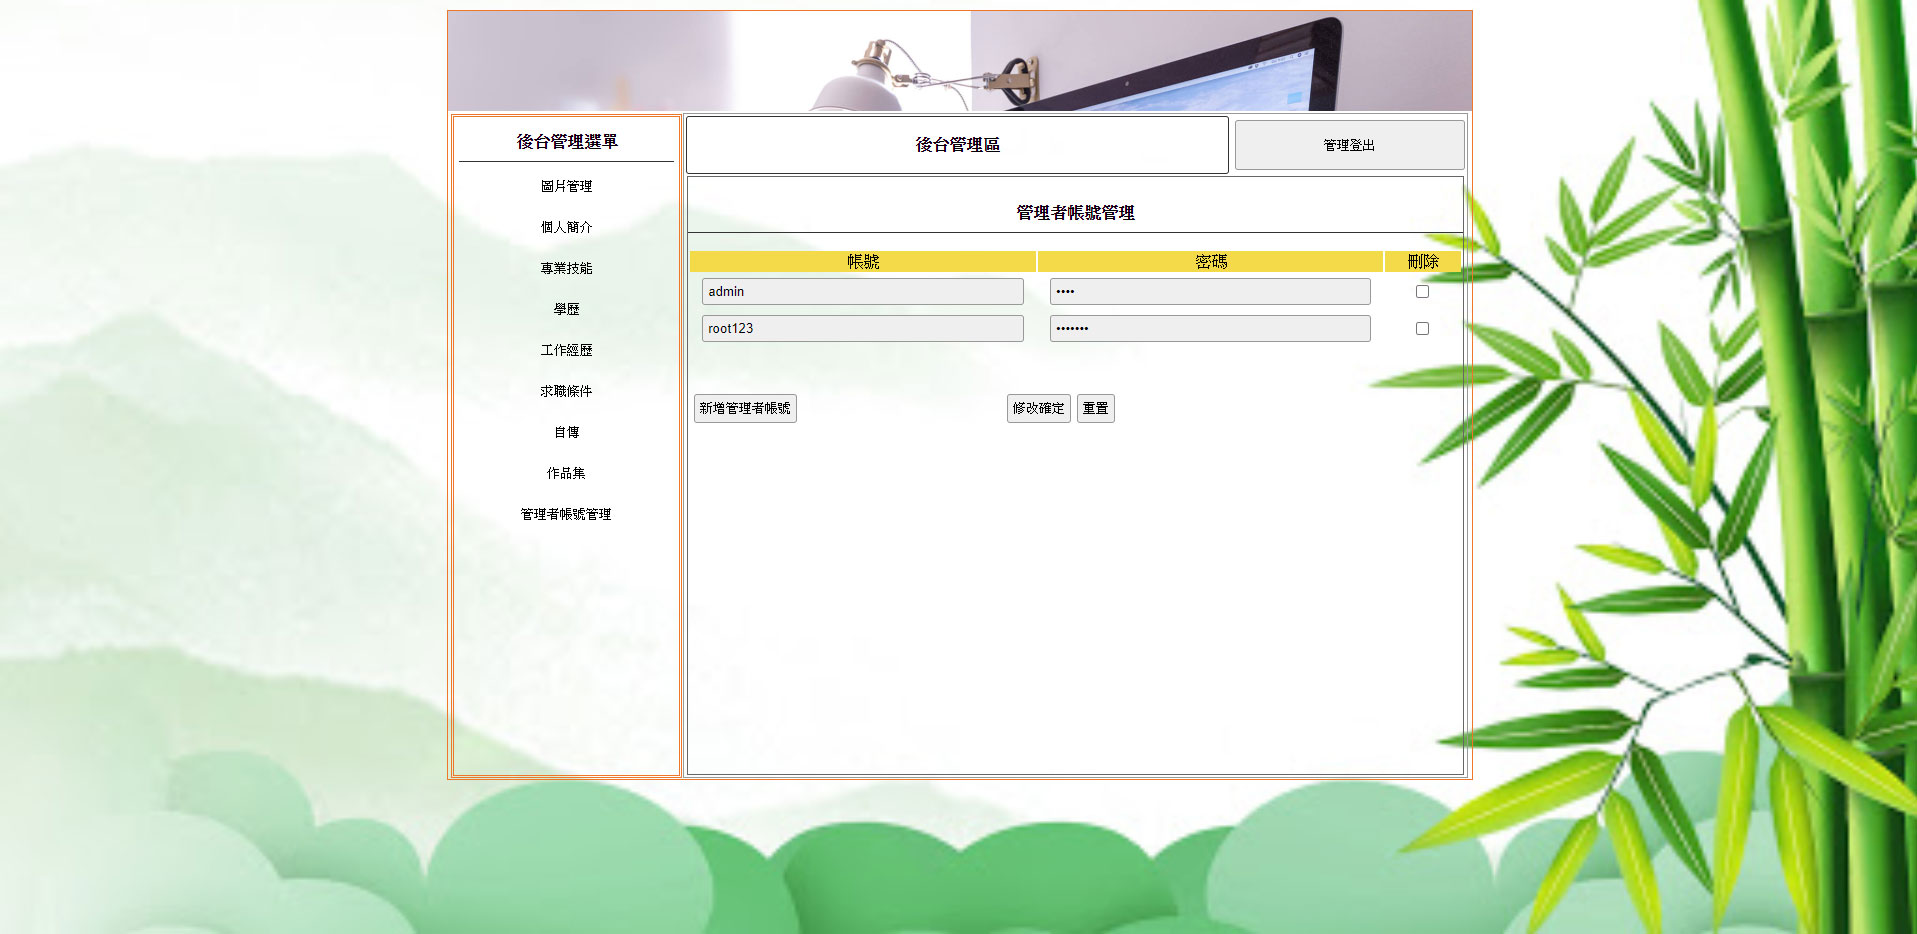 後台管理選單
圖片管理
個人簡介
專業技能
學歷
工作經歷
求職條件
自傳
作品集
管理者帳號管理
後台管理區
管理登出
管理者帳號管理
帳號 密碼 刪除
admin ••••
root123 •••••••
新增管理者帳號 修改確定 重置